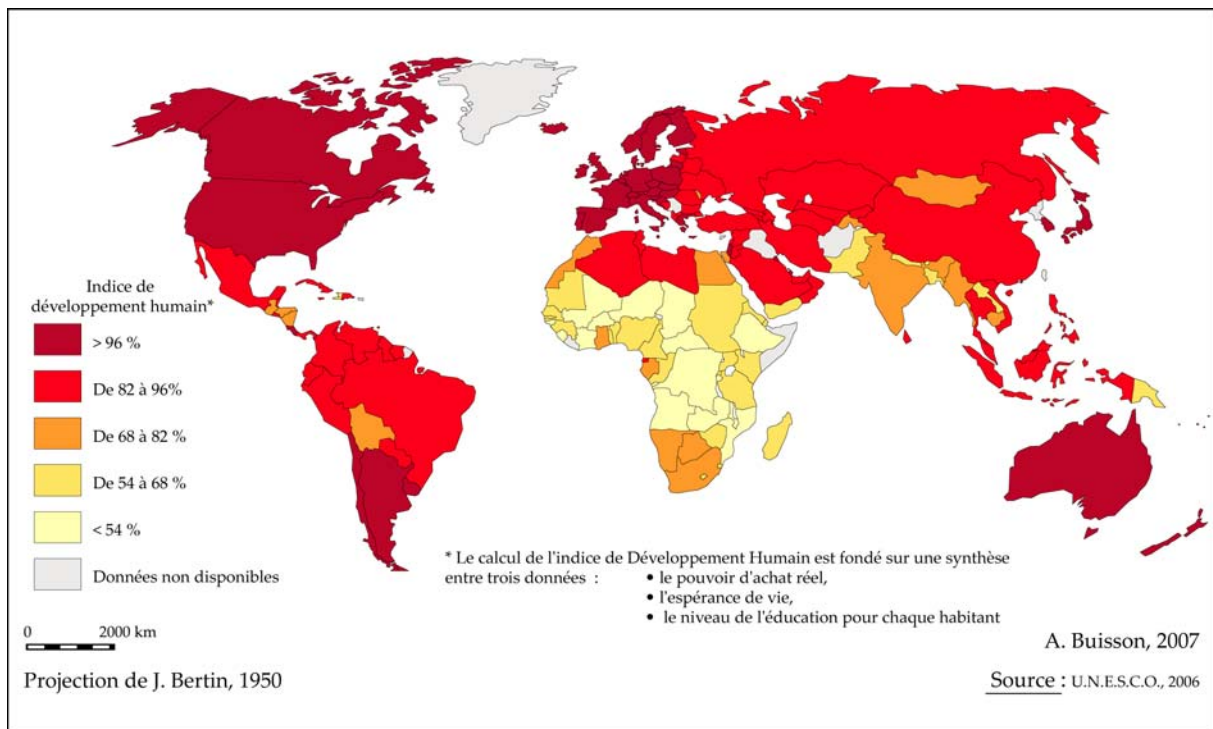 Indice de
développement humain*
> 96 %
De 82 à 96%
De 68 à 82 %
De 54 à 68 %
< 54 %
Données non disponibles
0 2000 km
Projection de J. Bertin, 1950
* Le calcul de l'indice de Développement Humain est fondé sur une synthèse
entre trois données : • le pouvoir d'achat réel,
• l'espérance de vie,
• le niveau de l'éducation pour chaque habitant
A. Buisson, 2007
Source : U.N.E.S.C.O., 2006